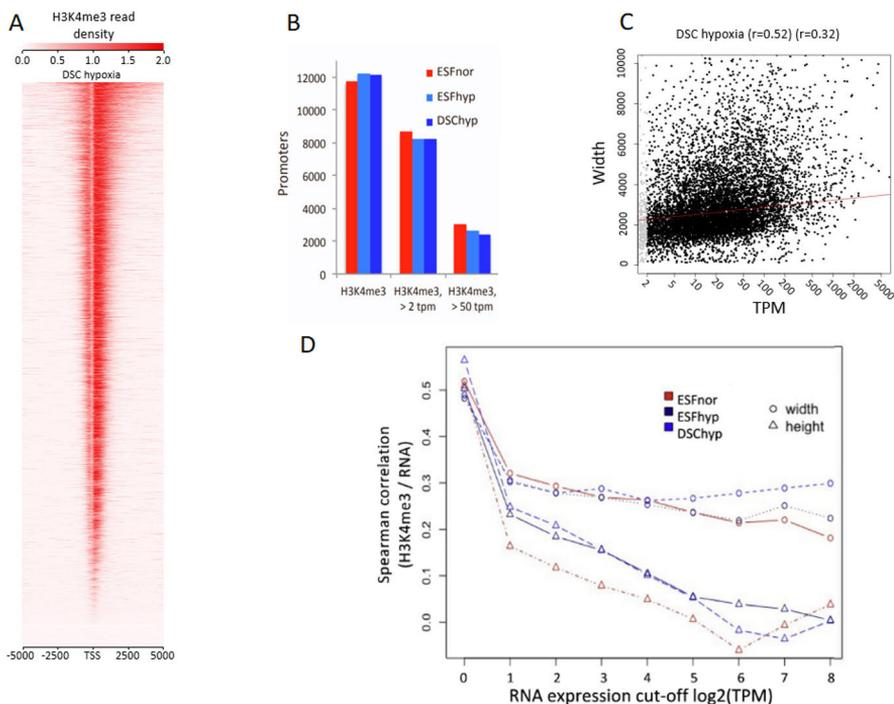 A
H3K4me3 read
density
0.0 0.5 1.0 1.5 2.0
DSC hypoxia
-5000 -2500 TSS 2500 5000
B
Promoters
12000
10000
8000
6000
4000
2000
0
ESFnor
ESFhyp
DSChyp
H3K4me3 H3K4me3, H3K4me3,
> 2 tpm > 50 tpm
C
DSC hypoxia (r=0.52) (r=0.32)
Width
10000
8000
6000
4000
2000
0
2 5 10 20 50 100 200 500 1000 2000 5000
TPM
D
Spearman correlation
(H3K4me3 / RNA)
0.5
0.4
0.3
0.2
0.1
0.0
ESFnor
ESFhyp
DSChyp
width
height
0 1 2 3 4 5 6 7 8
RNA expression cut-off log2(TPM)